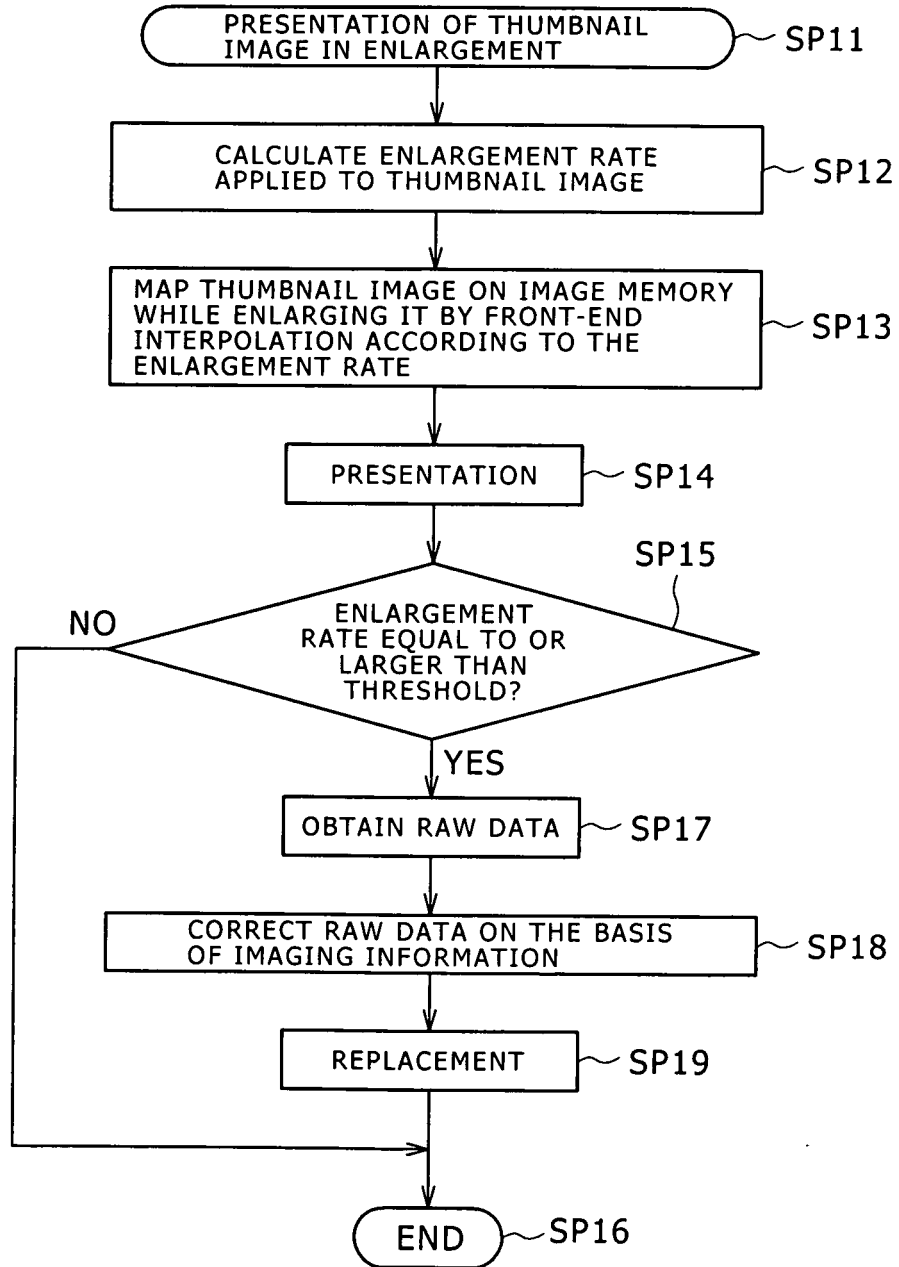 PRESENTATION OF THUMBNAIL
IMAGE IN ENLARGEMENT
SP11
CALCULATE ENLARGEMENT RATE
APPLIED TO THUMBNAIL IMAGE
SP12
MAP THUMBNAIL IMAGE ON IMAGE MEMORY
WHILE ENLARGING IT BY FRONT-END
INTERPOLATION ACCORDING TO THE
ENLARGEMENT RATE
SP13
PRESENTATION
SP14
SP15
ENLARGEMENT
RATE EQUAL TO OR
LARGER THAN
THRESHOLD?
NO
YES
OBTAIN RAW DATA
SP17
CORRECT RAW DATA ON THE BASIS
OF IMAGING INFORMATION
SP18
REPLACEMENT
SP19
END
SP16